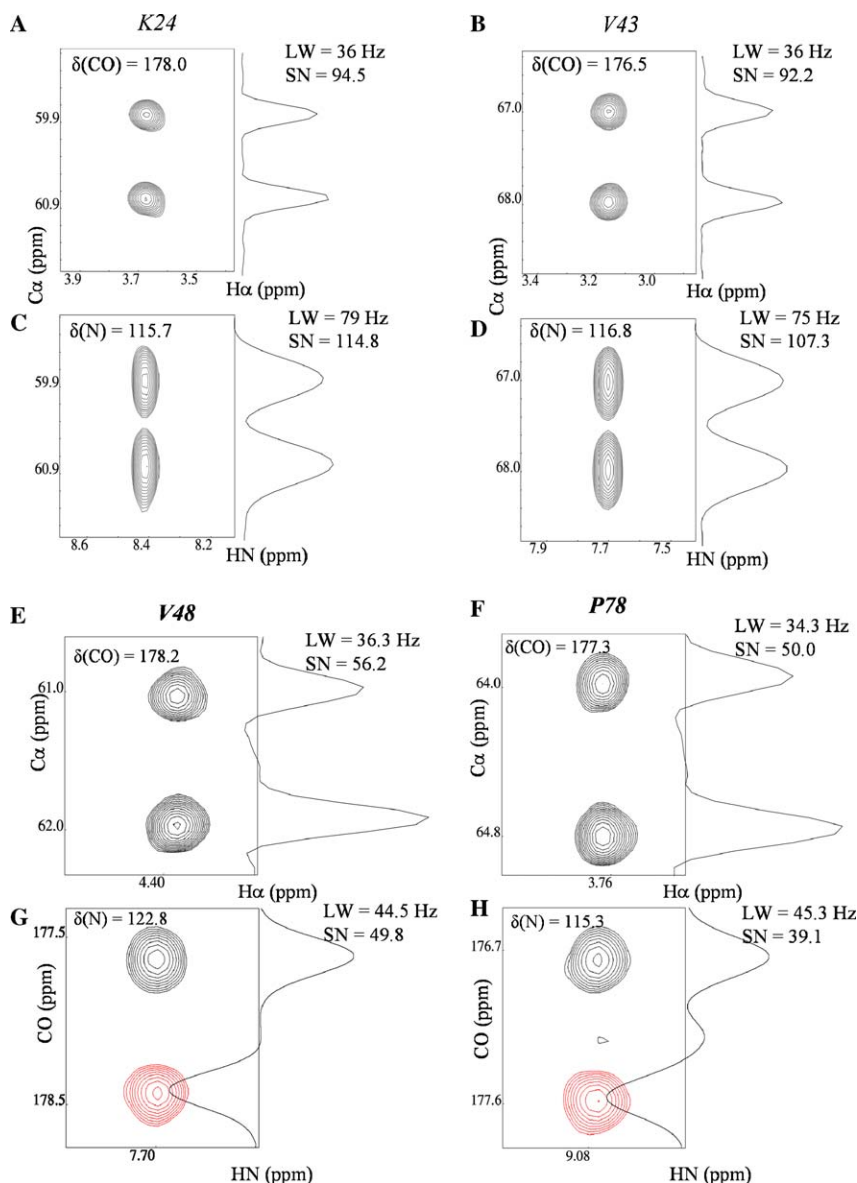 A
K24
δ(CO) = 178.0
LW = 36 Hz
SN = 94.5
59.9
60.9
Cα (ppm)
3.9
3.7
3.5
Hα (ppm)
B
V43
δ(CO) = 176.5
LW = 36 Hz
SN = 92.2
67.0
68.0
Cα (ppm)
3.4
3.2
3.0
Hα (ppm)
C
δ(N) = 115.7
LW = 79 Hz
SN = 114.8
59.9
60.9
8.6
8.4
8.2
HN (ppm)
D
δ(N) = 116.8
LW = 75 Hz
SN = 107.3
67.0
68.0
7.9
7.7
7.5
HN (ppm)
E
V48
δ(CO) = 178.2
LW = 36.3 Hz
SN = 56.2
61.0
62.0
Cα (ppm)
4.40
Hα (ppm)
F
P78
δ(CO) = 177.3
LW = 34.3 Hz
SN = 50.0
64.0
64.8
Cα (ppm)
3.76
Hα (ppm)
G
δ(N) = 122.8
LW = 44.5 Hz
SN = 49.8
177.5
178.5
CO (ppm)
7.70
HN (ppm)
H
δ(N) = 115.3
LW = 45.3 Hz
SN = 39.1
176.7
177.6
CO (ppm)
9.08
HN (ppm)